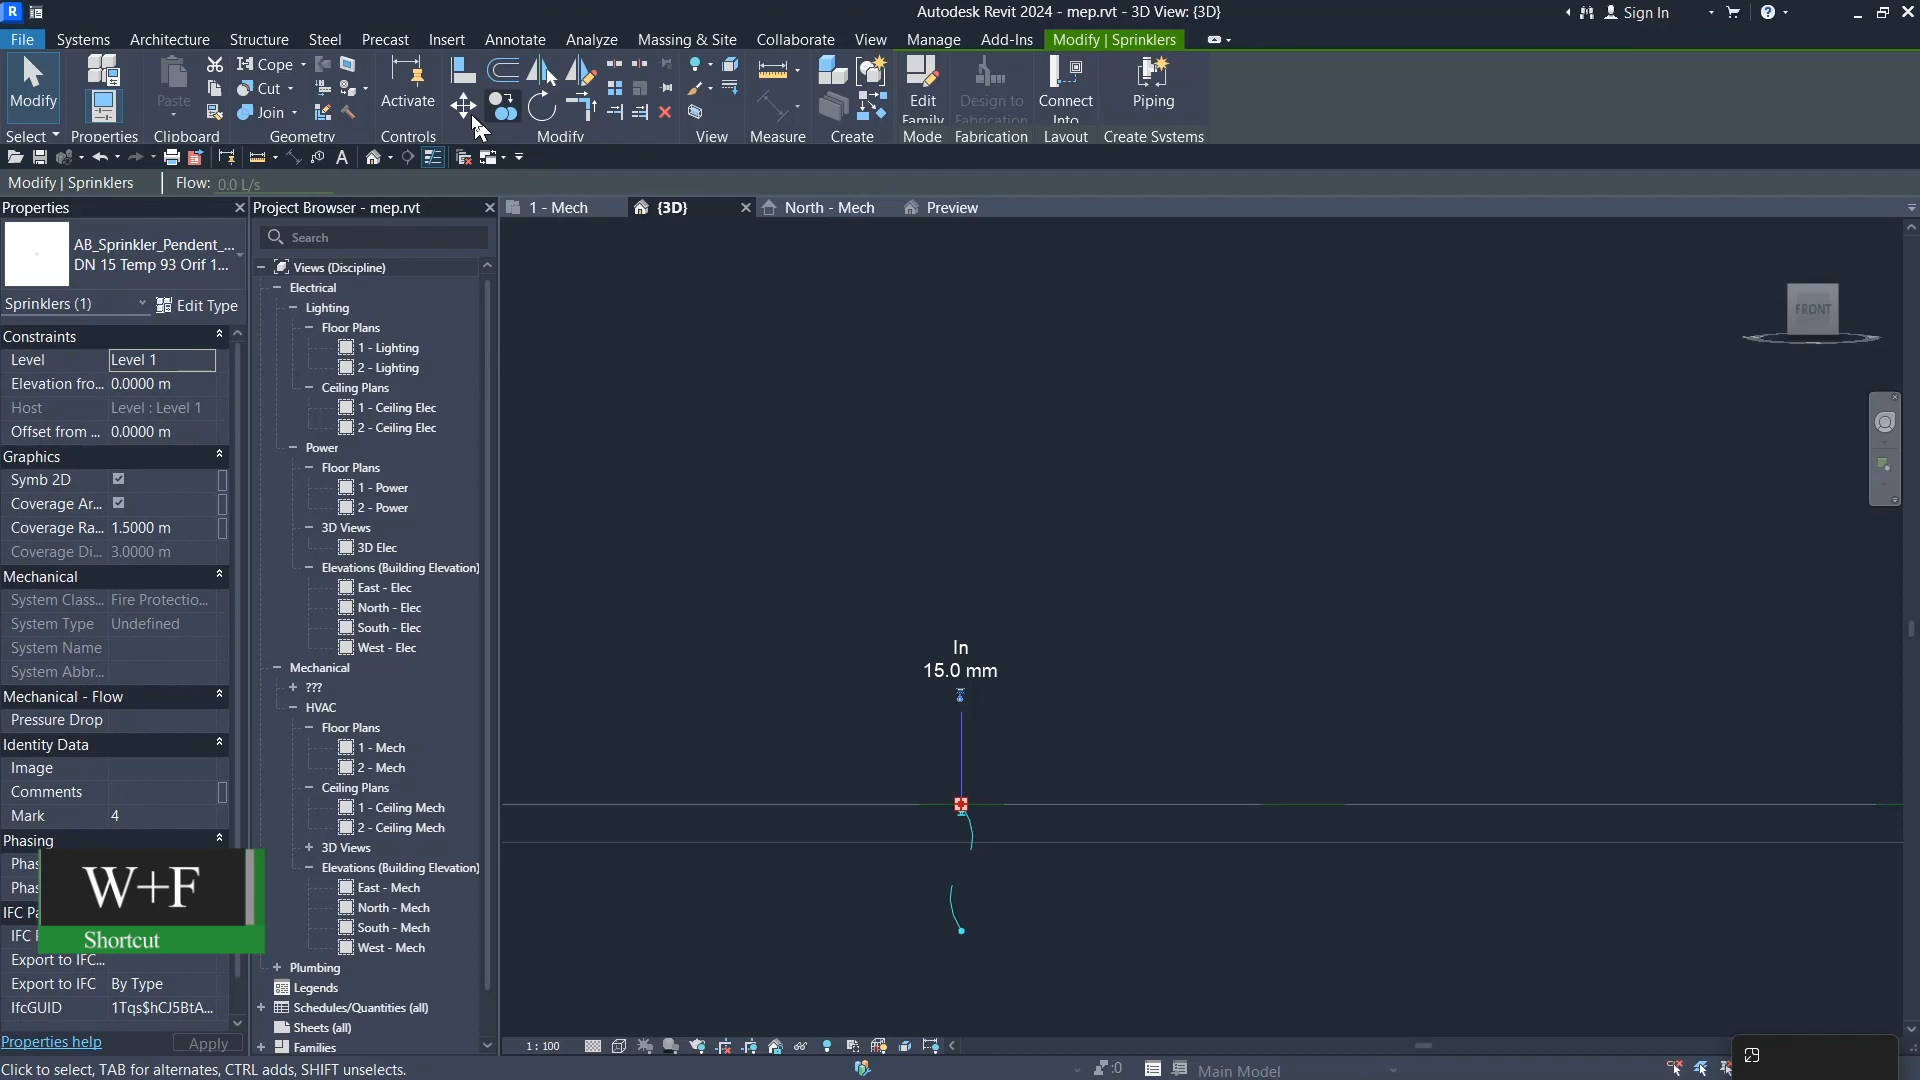 Autodesk Revit 2024 - mep.rvt - 3D View: {3D}
Sign In
File Systems Architecture Structure Steel Precast Insert Annotate Analyze Massing & Site Collaborate View Manage Add-Ins Modify | Sprinklers
Modify
Paste
Cope
Cut
Join
Activate
Edit
Family
Design to
Fabrication
Connect
Into
Piping
Select Properties Clipboard Geometry Controls Modify View Measure Create Mode Fabrication Layout Create Systems
Modify | Sprinklers Flow: 0.0 L/s
Properties
AB_Sprinkler_Pendent_...
DN 15 Temp 93 Orif 1...
Sprinklers (1) Edit Type
Constraints
Level Level 1
Elevation fro... 0.0000 m
Host Level : Level 1
Offset from ... 0.0000 m
Graphics
Symb 2D
Coverage Ar...
Coverage Ra... 1.5000 m
Coverage Di... 3.0000 m
Mechanical
System Class... Fire Protectio...
System Type Undefined
System Name
System Abbr...
Mechanical - Flow
Pressure Drop
Identity Data
Image
Comments
Mark 4
Phasing
Phas
Phas
IFC Pa
IFC
Export to IFC...
Export to IFC By Type
IfcGUID 1Tqs$hCJ5BtA...
Properties help Apply
W+F
Shortcut
Project Browser - mep.rvt
Search
Views (Discipline)
Electrical
Lighting
Floor Plans
1 - Lighting
2 - Lighting
Ceiling Plans
1 - Ceiling Elec
2 - Ceiling Elec
Power
Floor Plans
1 - Power
2 - Power
3D Views
3D Elec
Elevations (Building Elevation)
East - Elec
North - Elec
South - Elec
West - Elec
Mechanical
???
HVAC
Floor Plans
1 - Mech
2 - Mech
Ceiling Plans
1 - Ceiling Mech
2 - Ceiling Mech
3D Views
Elevations (Building Elevation)
East - Mech
North - Mech
South - Mech
West - Mech
Plumbing
Legends
Schedules/Quantities (all)
Sheets (all)
Families
1 - Mech {3D} North - Mech Preview
FRONT
In
15.0 mm
1 : 100
Click to select, TAB for alternates, CTRL adds, SHIFT unselects.
:0
Main Model